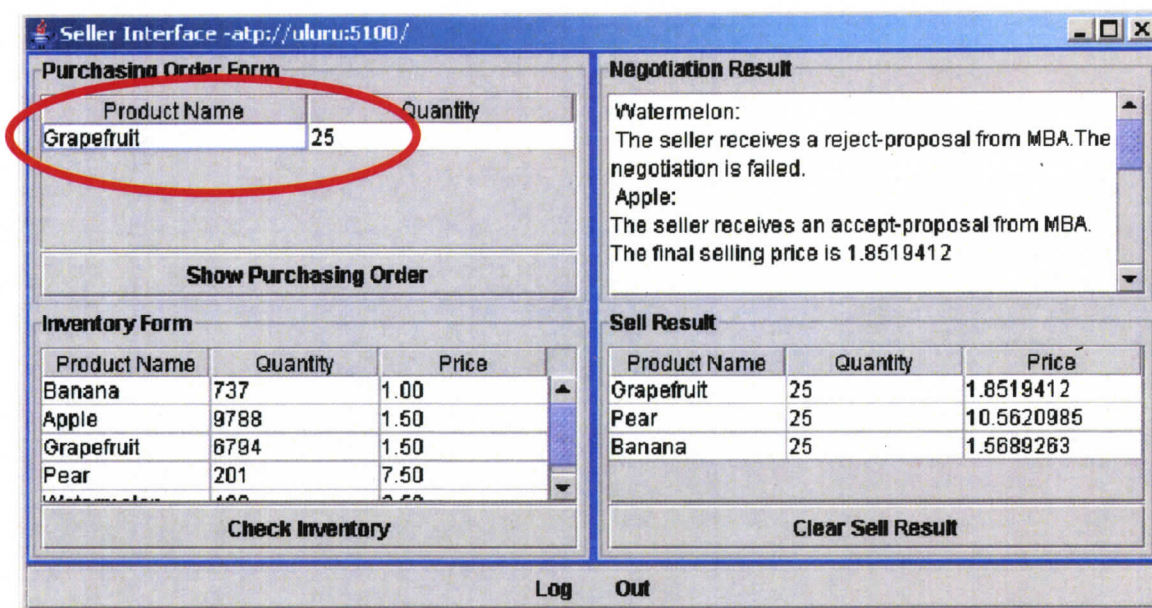 Seller Interface -atp://uluru:5100/
Purchasing Order Form
Product Name Quantity
Grapefruit 25
Show Purchasing Order
Negotiation Result
Watermelon:
The seller receives a reject-proposal from MBA.The
negotiation is failed.
Apple:
The seller receives an accept-proposal from MBA.
The final selling price is 1.8519412
Inventory Form
Product Name Quantity Price
Banana 737 1.00
Apple 9788 1.50
Grapefruit 6794 1.50
Pear 201 7.50
Check Inventory
Sell Result
Product Name Quantity Price
Grapefruit 25 1.8519412
Pear 25 10.5620985
Banana 25 1.5689263
Clear Sell Result
Log Out